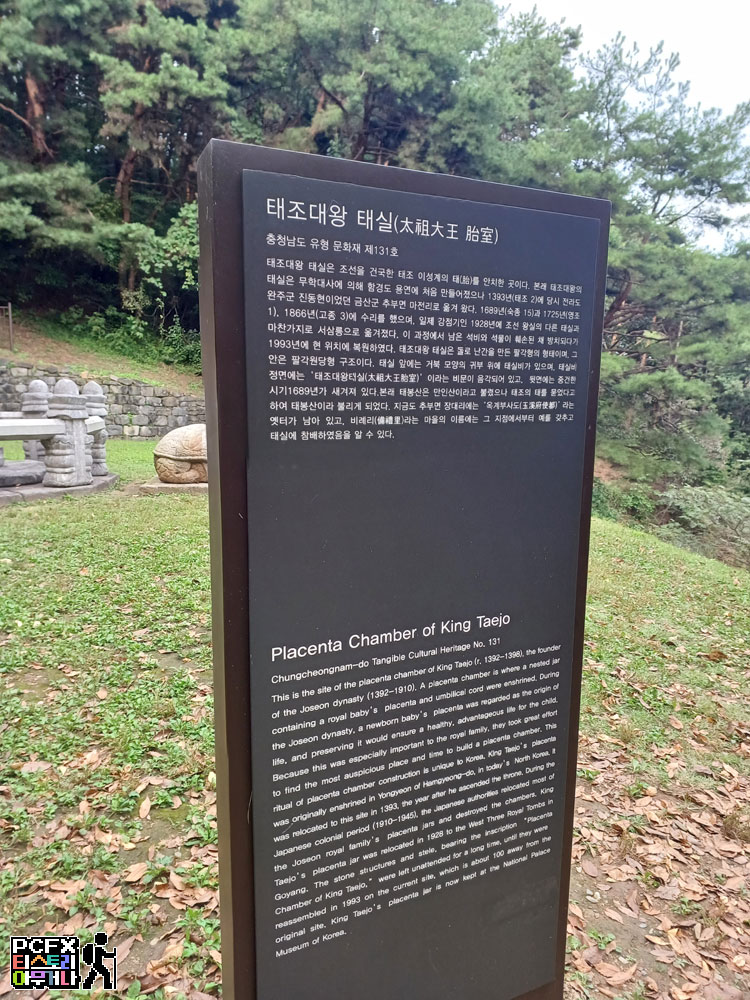 태조대왕 태실(太祖大王 胎室)
충청남도 유형 문화재 제131호
태조대왕 태실은 조선을 건국한 태조 이성계의 태(胎)를 안치한 곳이다. 본래 태조대왕의
태실은 무학대사에 의해 함경도 용연에 처음 만들어졌으나 1393년(태조 2)에 당시 전라도
완주군 진동현이었던 금산군 추부면 마전리로 옮겨 왔다. 1689년(숙종 15)과 1725년(영조
1), 1866년(고종 3)에 수리를 했으며, 일제 강점기인 1928년에 조선 왕실의 다른 태실과
마찬가지로 서삼릉으로 옮겨졌다. 이 과정에서 남은 석비와 석물이 훼손된 채 방치되다가
1993년에 현 위치에 복원하였다. 태조대왕 태실은 돌로 난간을 만든 팔각형의 형태이며, 그
안은 팔각원당형 구조이다. 태실 앞에는 거북 모양의 귀부 위에 태실비가 있으며, 태실비
정면에는 '태조대왕태실(太祖大王胎室)' 이라는 비문이 음각되어 있고, 뒷면에는 중건한
시기1689년가 새겨져 있다.본래 태봉산은 만인산이라고 불렸으나 태조의 태를 묻었다고
하여 태봉산이라 불리게 되었다. 지금도 추부면 장대리에는 '옥계부사도(玉溪府使都)' 라는
옛터가 남아 있고, 비례리(備禮里)라는 마을의 이름에는 그 지점에서부터 예를 갖추고
태실에 참배하였음을 알 수 있다.
Placenta Chamber of King Taejo
Chungcheongnam-do Tangibie Cultural Heritage No. 131
This is the site of the placenta chamber of King Taejo (r. 1392-1398), the founder
of the Joseon dynasty (1392-1910). A placenta chamber is where a nested jar
containing a royal baby's placenta and umbilical cord were enshrined. During
the Joseon dynasty, a newborn baby's placenta was regarded as the origin of
life, and preserving it would ensure a healthy, advantageous life for the child.
Because this was especially important to the royal family, they took great effort
to find the most auspicious place and time to build a placenta chamber. This
ritual of placenta chamber construction is unique to Korea. King Taejo's placenta
was originally enshrined in Yongyeon of Hamgyeong-do, in today's North Korea. It
was relocated to this site in 1393, the year after he ascended the throne. During the
Japanese colonial period (1910-1945), the Japanese authorities relocated most of
the Joseon royal family's placenta jars and destroyed the chambers. King
Taejo's placenta jar was relocated in 1928 to the West Three Royal Tombs in
Goyang. The stone structures and stele, bearing the inscription "Placenta
Chamber of King Taejo," were left unattended for a long time, until they were
reassembled in 1993 on the current site, which is about 100 away from the
original site. King Taejo's placenta jar is now kept at the National Palace
Museum of Korea.
PCFX
티스토리